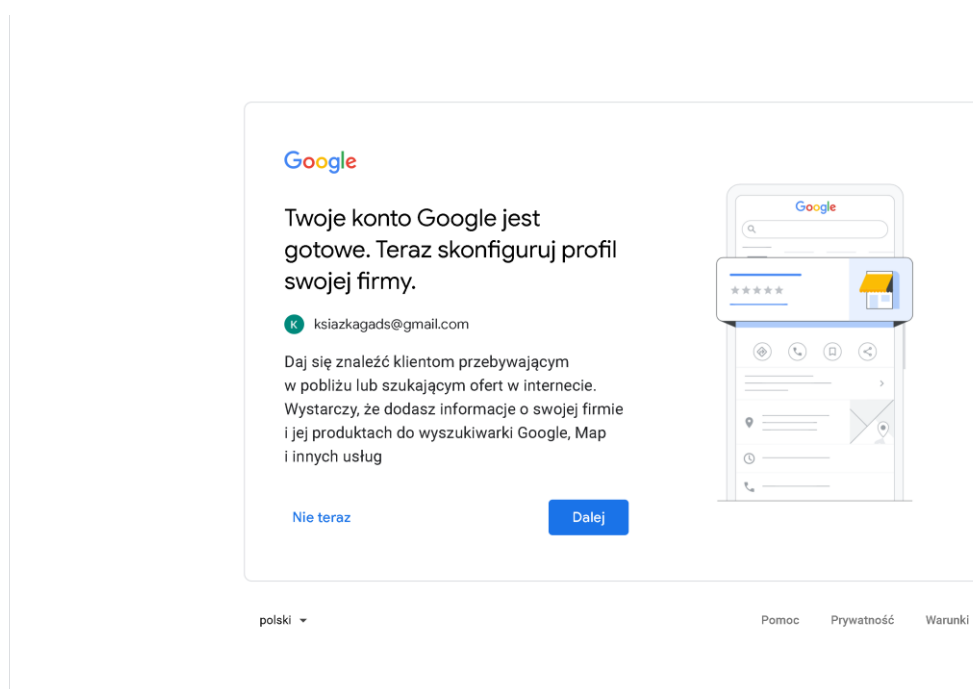 Google
Twoje konto Google jest
gotowe. Teraz skonfiguruj profil
swojej firmy.
K ksiazkagads@gmail.com
Daj się znaleźć klientom przebywającym
w pobliżu lub szukającym ofert w internecie.
Wystarczy, że dodasz informacje o swojej firmie
i jej produktach do wyszukiwarki Google, Map
i innych usług
Nie teraz
Dalej
Google
polski
Pomoc Prywatność Warunki